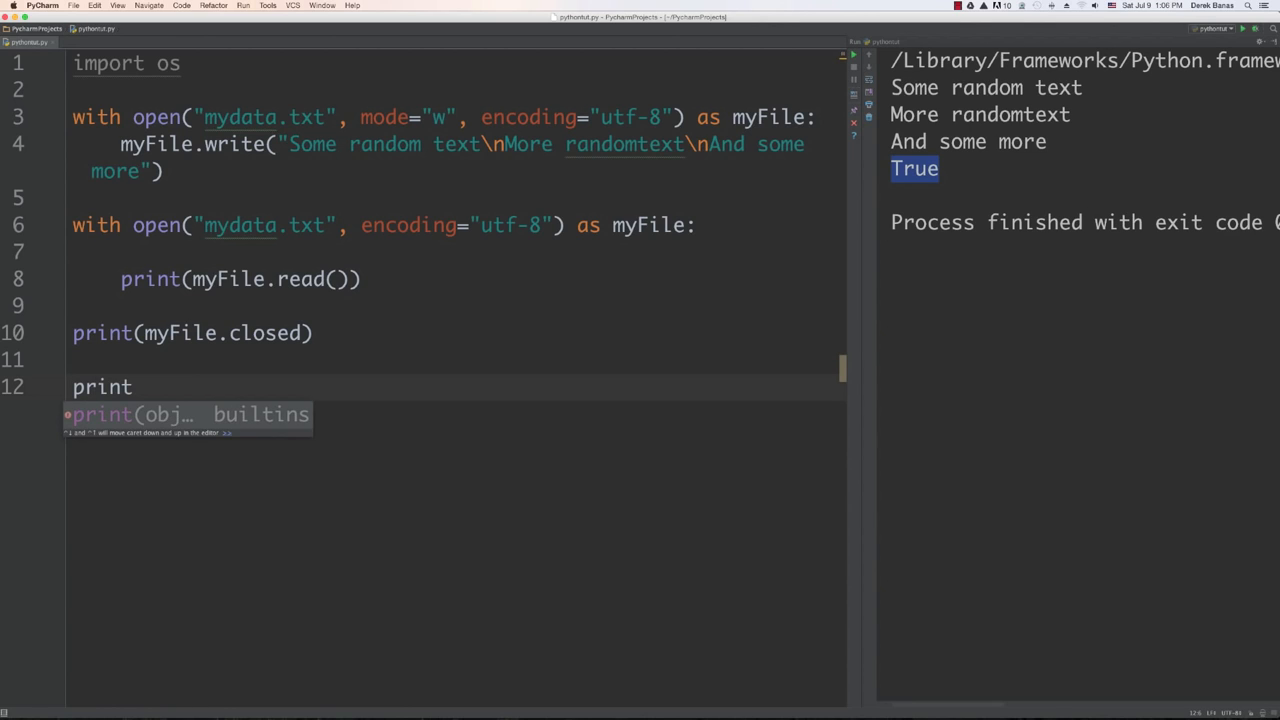 PyCharm File Edit View Navigate Code Refactor Run Tools VCS Window Help 10 Sat Jul 9 1:06 PM Derek Banas
pythontut.py - PycharmProjects - [~/PycharmProjects]
PycharmProjects pythontut.py pythontut
pythontut.py Run pythontut
1 import os
2
3 with open("mydata.txt", mode="w", encoding="utf-8") as myFile:
4 myFile.write("Some random text\nMore randomtext\nAnd some
more")
5
6 with open("mydata.txt", encoding="utf-8") as myFile:
7
8 print(myFile.read())
9
10 print(myFile.closed)
11
12 print
print(obj… builtins
^↓ and ^↑ will move caret down and up in the editor >>
/Library/Frameworks/Python.framew
Some random text
More randomtext
And some more
True
Process finished with exit code
12:6 LF÷ UTF-8÷